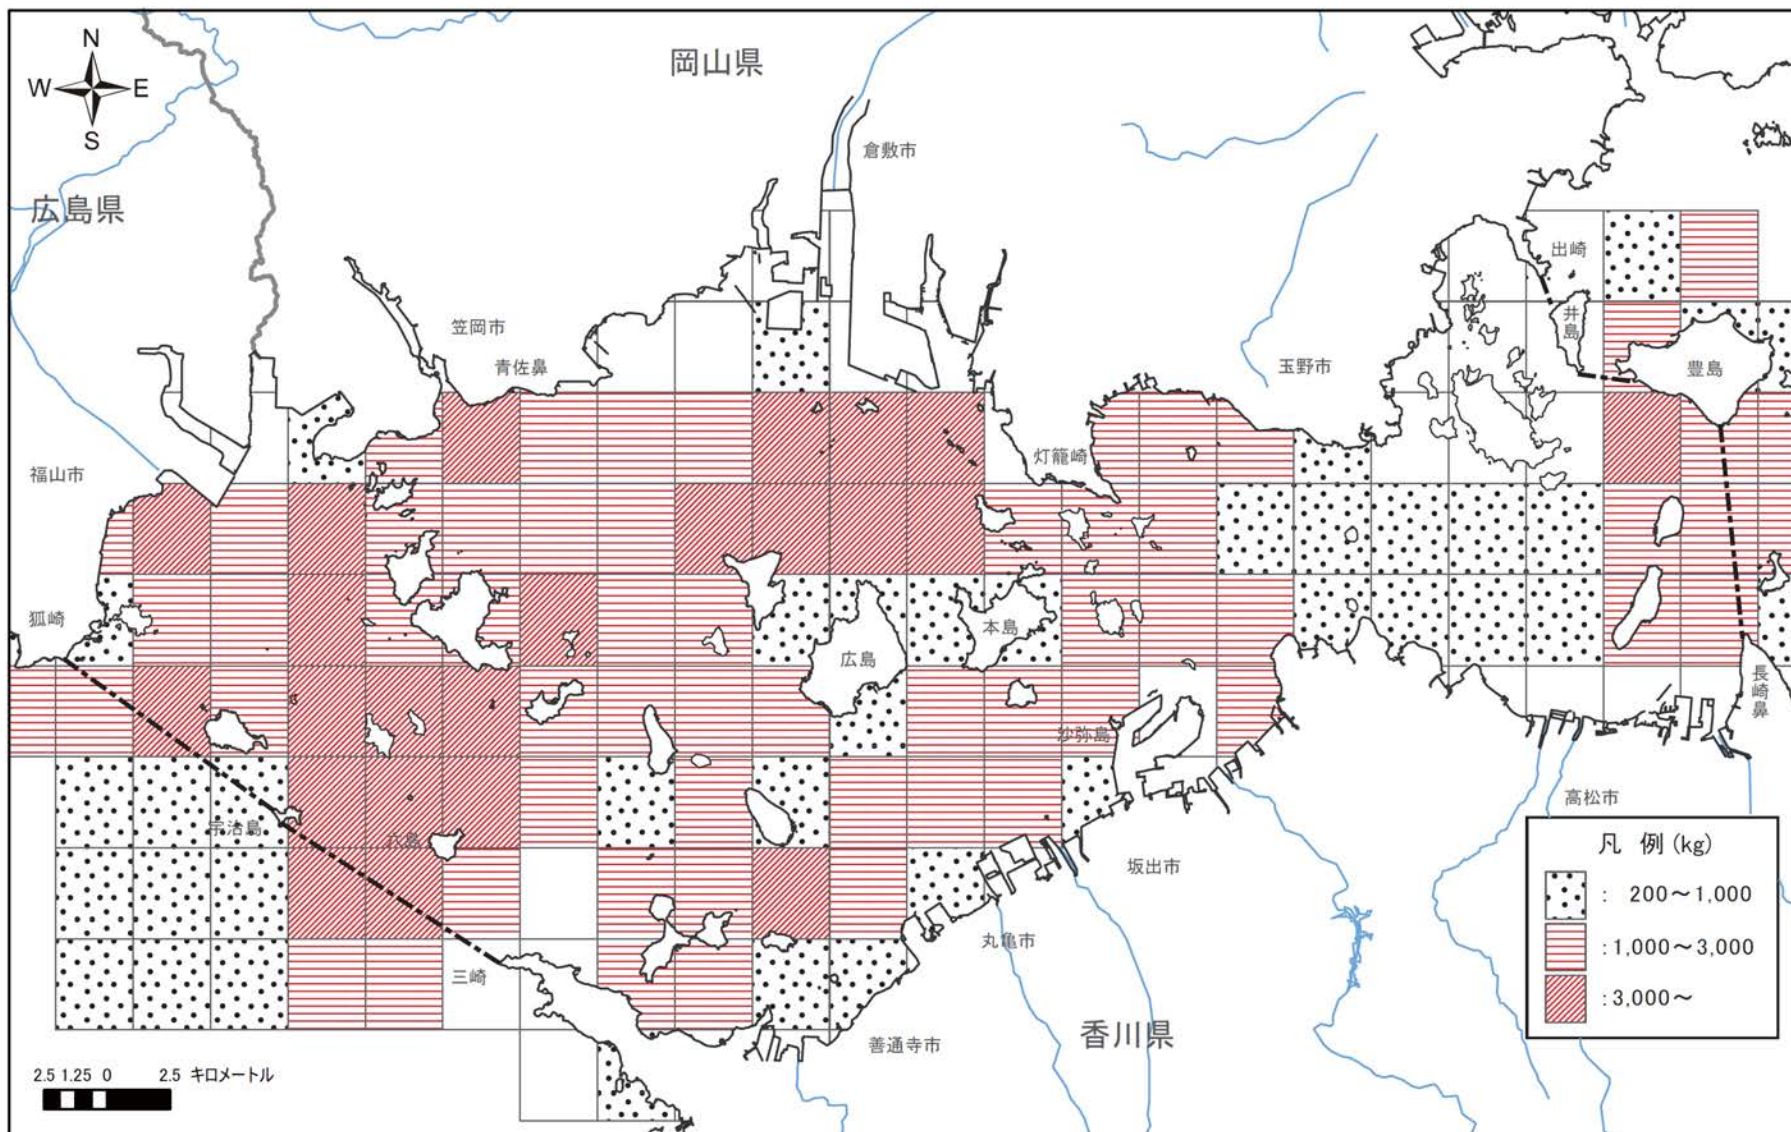 N
W
E
S
岡山県
倉敷市
広島県
出崎
井島
笠岡市
青佐鼻
玉野市
豊島
灯籠崎
福山市
狐崎
本島
広島
長崎鼻
沙弥島
高松市
宇治島
六島
坂出市
丸亀市
三崎
香川県
善通寺市
凡 例 (kg)
： 200～1,000
：1,000～3,000
：3,000～
2.5 1.25 0 2.5 キロメートル